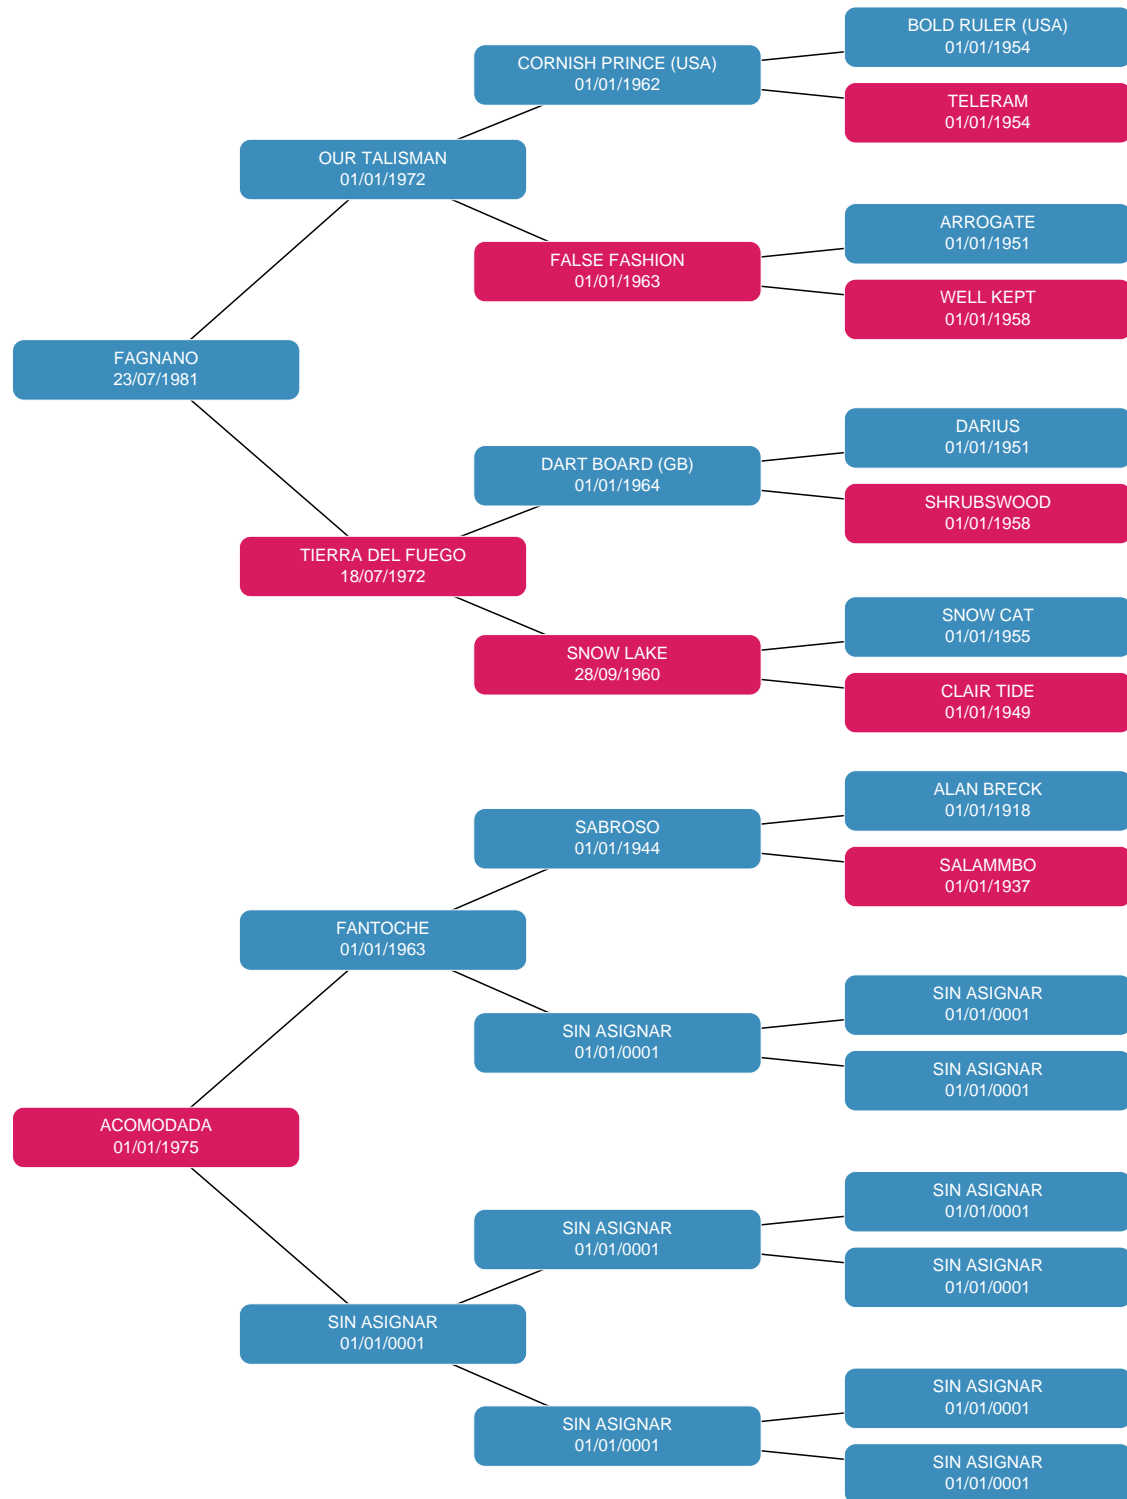 BOLD RULER (USA)
01/01/1954
CORNISH PRINCE (USA)
01/01/1962
TELERAM
01/01/1954
OUR TALISMAN
01/01/1972
ARROGATE
01/01/1951
FALSE FASHION
01/01/1963
WELL KEPT
01/01/1958
FAGNANO
23/07/1981
DARIUS
01/01/1951
DART BOARD (GB)
01/01/1964
SHRUBSWOOD
01/01/1958
TIERRA DEL FUEGO
18/07/1972
SNOW CAT
01/01/1955
SNOW LAKE
28/09/1960
CLAIR TIDE
01/01/1949
ALAN BRECK
01/01/1918
SABROSO
01/01/1944
SALAMMBO
01/01/1937
FANTOCHE
01/01/1963
SIN ASIGNAR
01/01/0001
SIN ASIGNAR
01/01/0001
SIN ASIGNAR
01/01/0001
ACOMODADA
01/01/1975
SIN ASIGNAR
01/01/0001
SIN ASIGNAR
01/01/0001
SIN ASIGNAR
01/01/0001
SIN ASIGNAR
01/01/0001
SIN ASIGNAR
01/01/0001
SIN ASIGNAR
01/01/0001
SIN ASIGNAR
01/01/0001